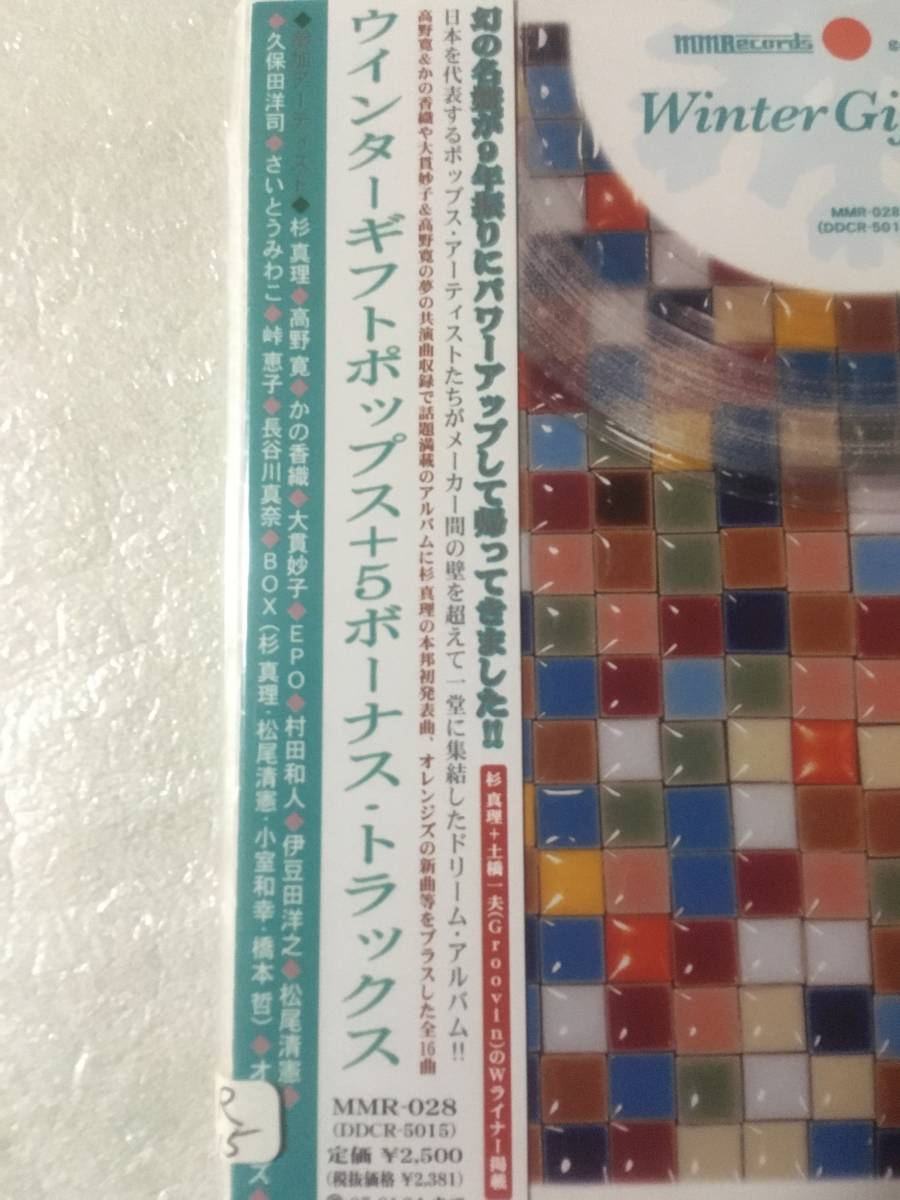 幻の名盤が9年振りにパワーアップして帰ってきました!!
杉 真理+土橋一夫(Groovin)のWライナー掲載
日本を代表するポップス・アーティストたちがメーカー間の壁を超えて一堂に集結したドリーム・アルバム!!
高野寛&かの香織や大貫妙子&高野寛の夢の共演曲収録で話題満載のアルバムに杉 真理の本邦初発表曲、オレンジズの新曲等をプラスした全16曲
ウインターギフトポップス+5ボーナス・トラックス
MMR-028
(DDCR-5015)
定価 ¥2,500
(税抜価格 ¥2,381)
◆参加アーティスト◆ 杉 真理◆高野 寛◆かの香織◆大貫妙子◆EPO◆村田和人◆伊豆田洋之◆松尾清憲◆
◆久保田洋司◆さいとうみわこ◆峠 恵子◆長谷川真奈◆BOX(杉 真理・松尾清憲・小室和幸・橋本 哲)◆
MMRecords
Winter
MMR-028